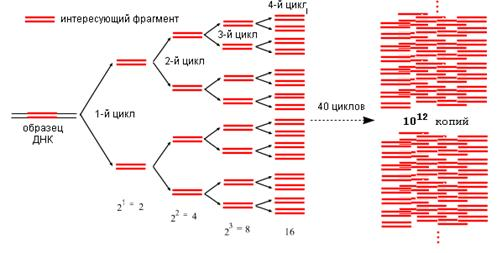 интересующий фрагмент
4-й цикл
3-й цикл
2-й цикл
1-й цикл
образец
ДНК
40 циклов
10¹² копий
2¹ = 2
2² = 4
2³ = 8
16